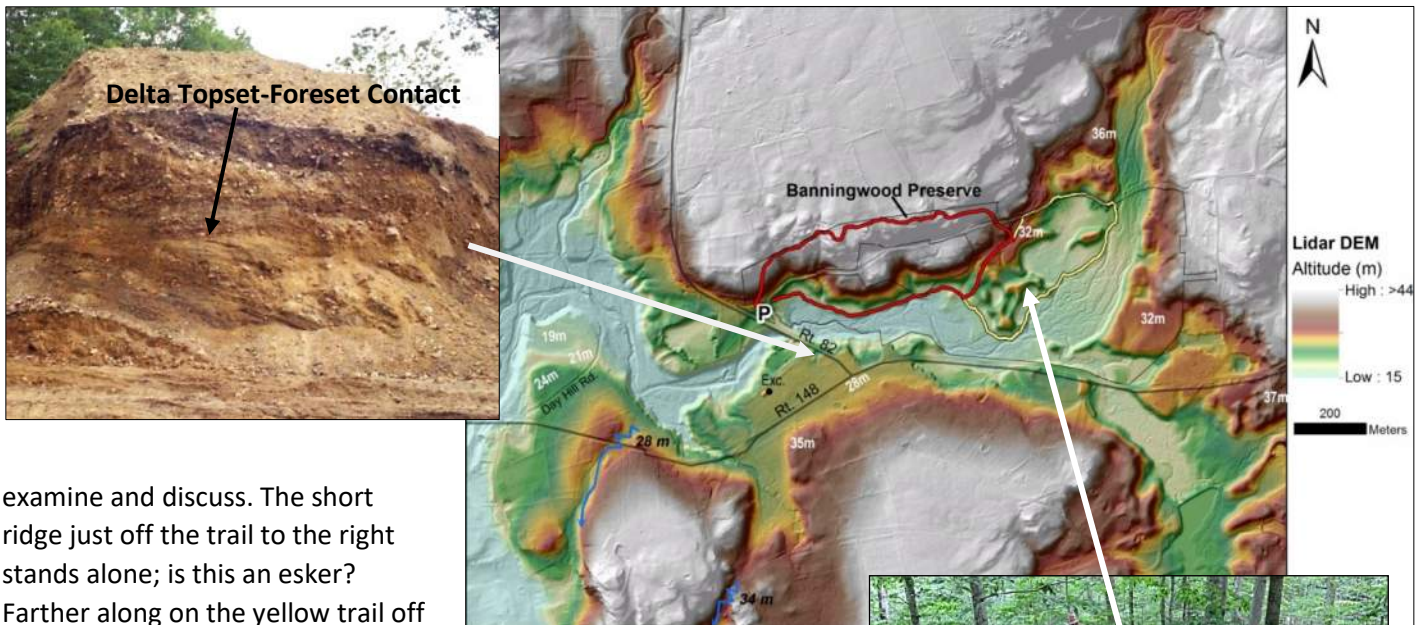 Delta Topset-Foreset Contact
N
36m
Banningwood Preserve
32m
Lidar DEM
Altitude (m)
High : >44
Low : 15
200
Meters
P
Rt. 82
32m
19m
21m
24m
Day Hill Rd.
Exc.
Rt. 148
28m
37m
28 m
35m
34 m
examine and discuss. The short
ridge just off the trail to the right
stands alone; is this an esker?
Farther along on the yellow trail off